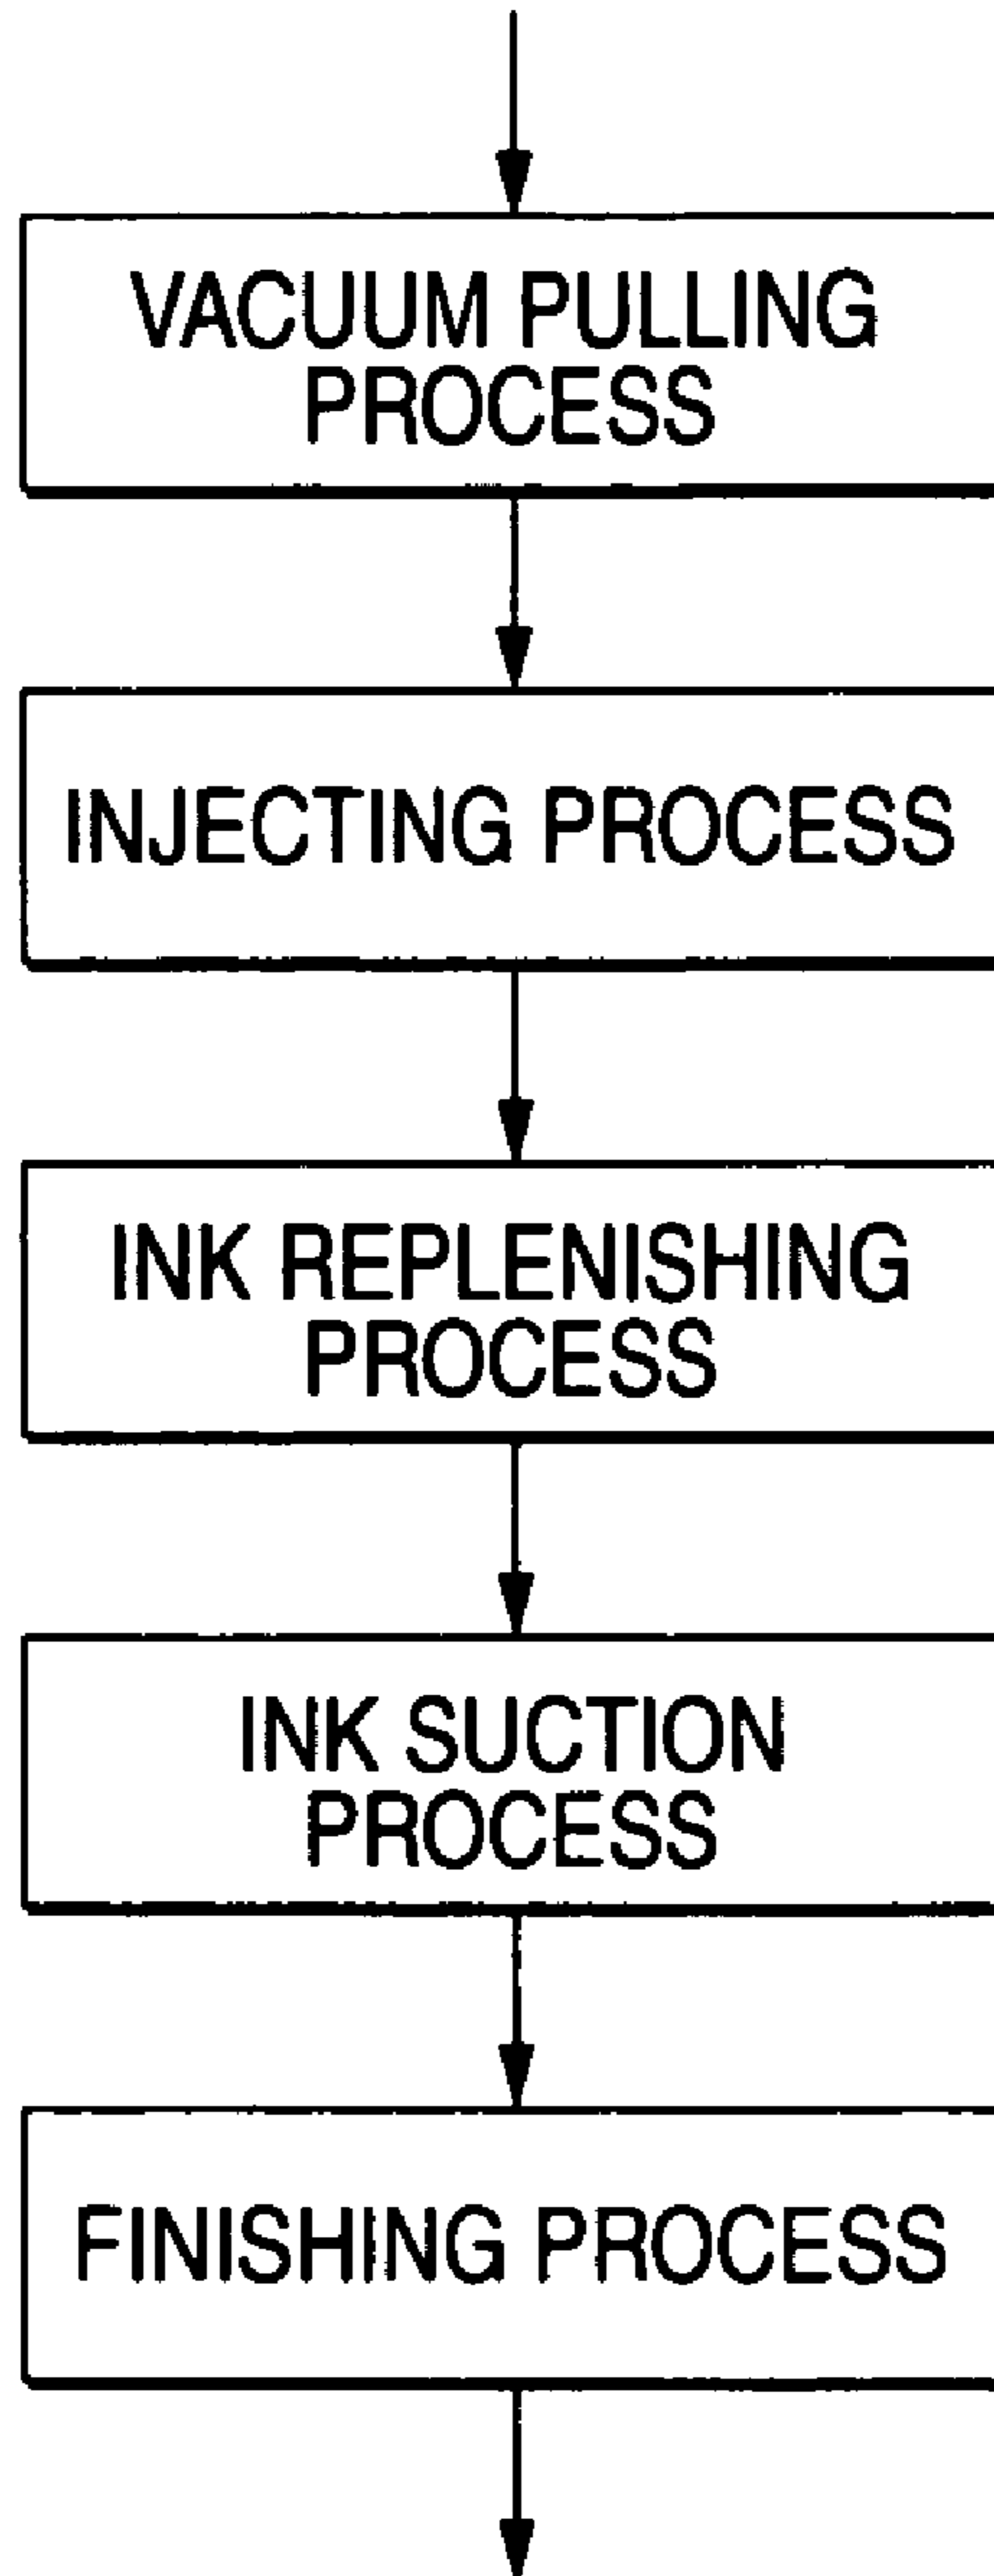 VACUUM PULLING
PROCESS
INJECTING PROCESS
INK REPLENISHING
PROCESS
INK SUCTION
PROCESS
FINISHING PROCESS